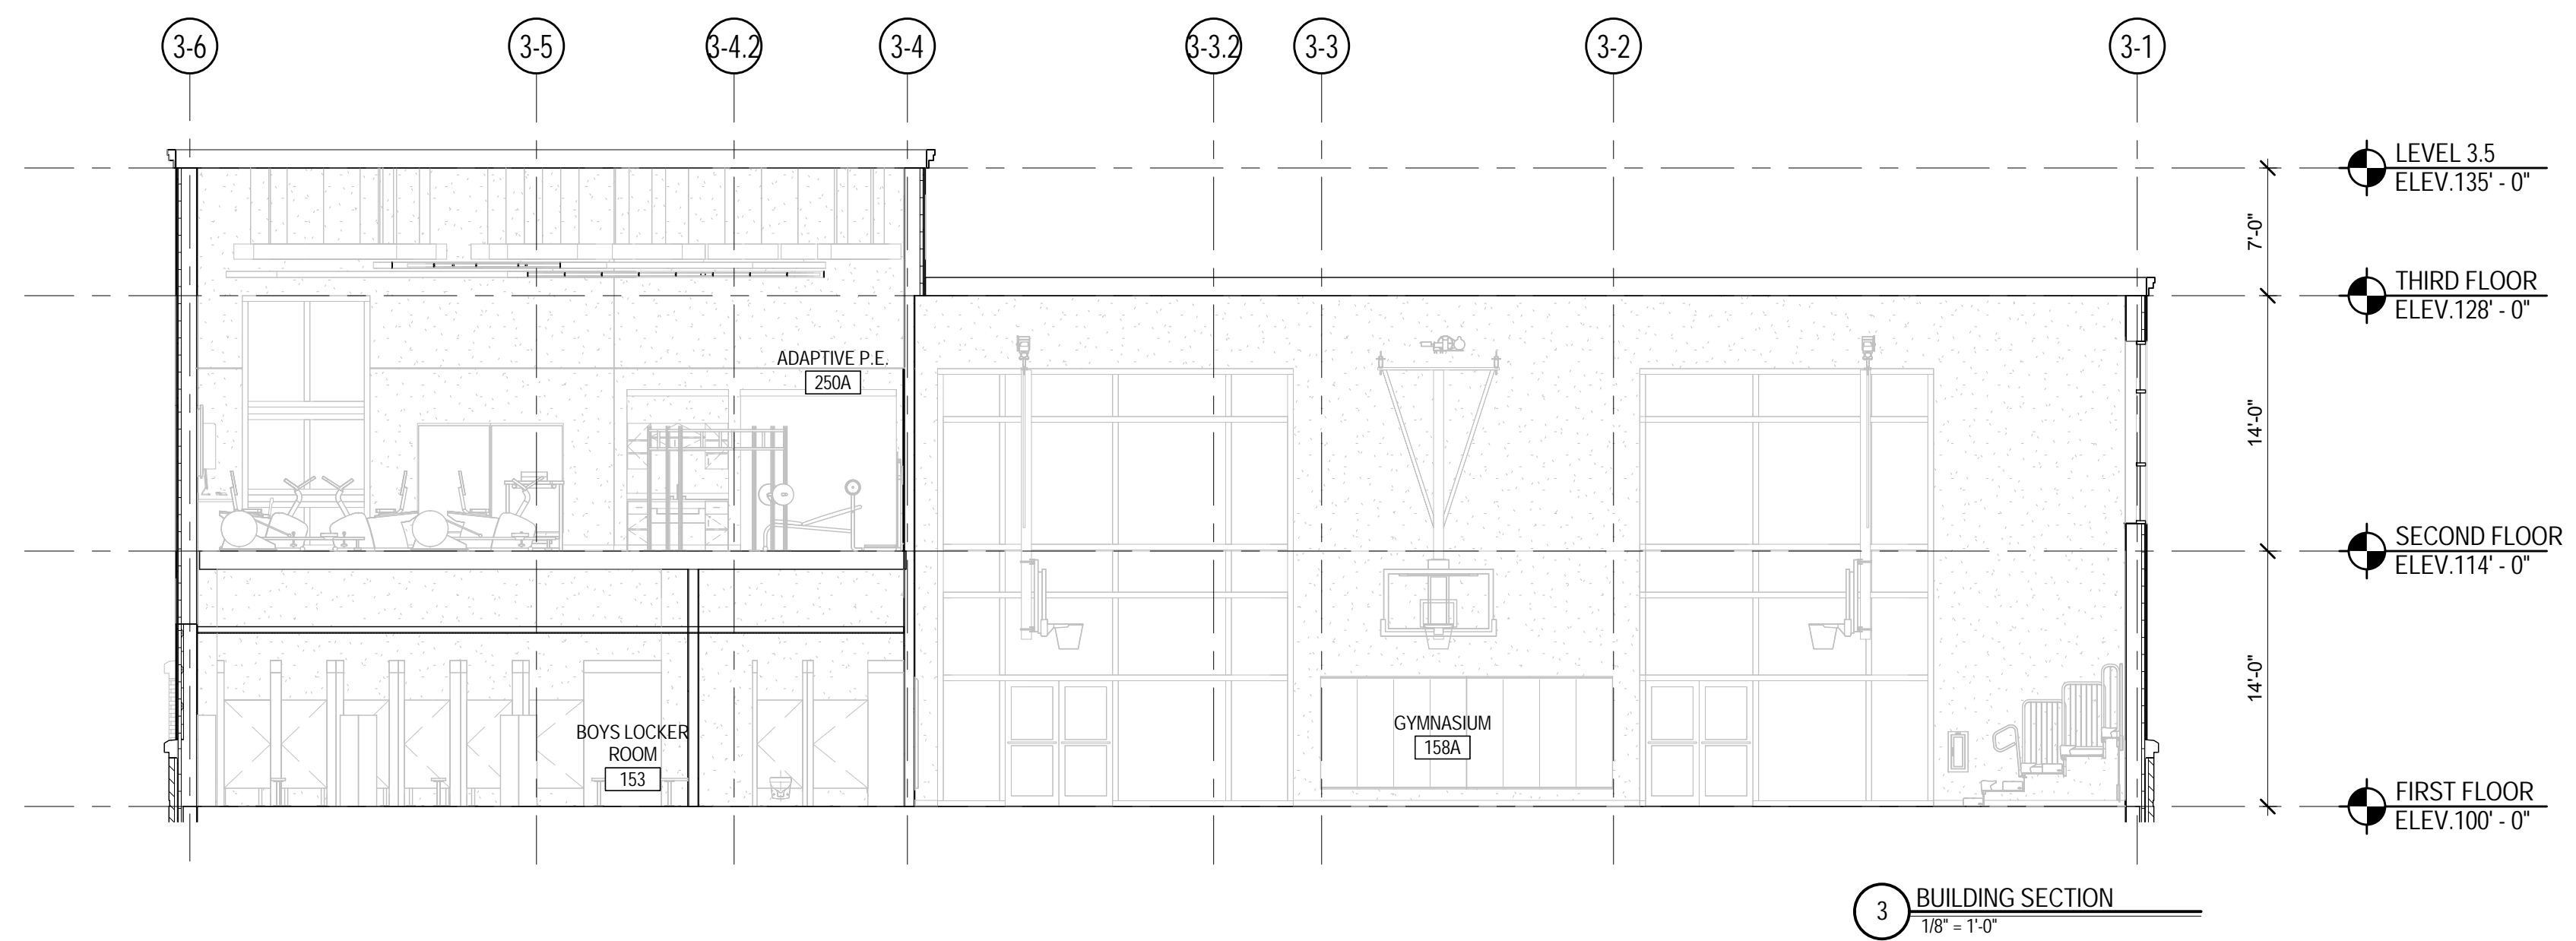 3-6
3-5
3-4.2
3-4
3-3.2
3-3
3-2
3-1
LEVEL 3.5
ELEV.135' - 0"
7'-0"
THIRD FLOOR
ELEV.128' - 0"
ADAPTIVE P.E.
250A
14'-0"
SECOND FLOOR
ELEV.114' - 0"
BOYS LOCKER
ROOM
153
GYMNASIUM
158A
14'-0"
FIRST FLOOR
ELEV.100' - 0"
3
BUILDING SECTION
1/8" = 1'-0"